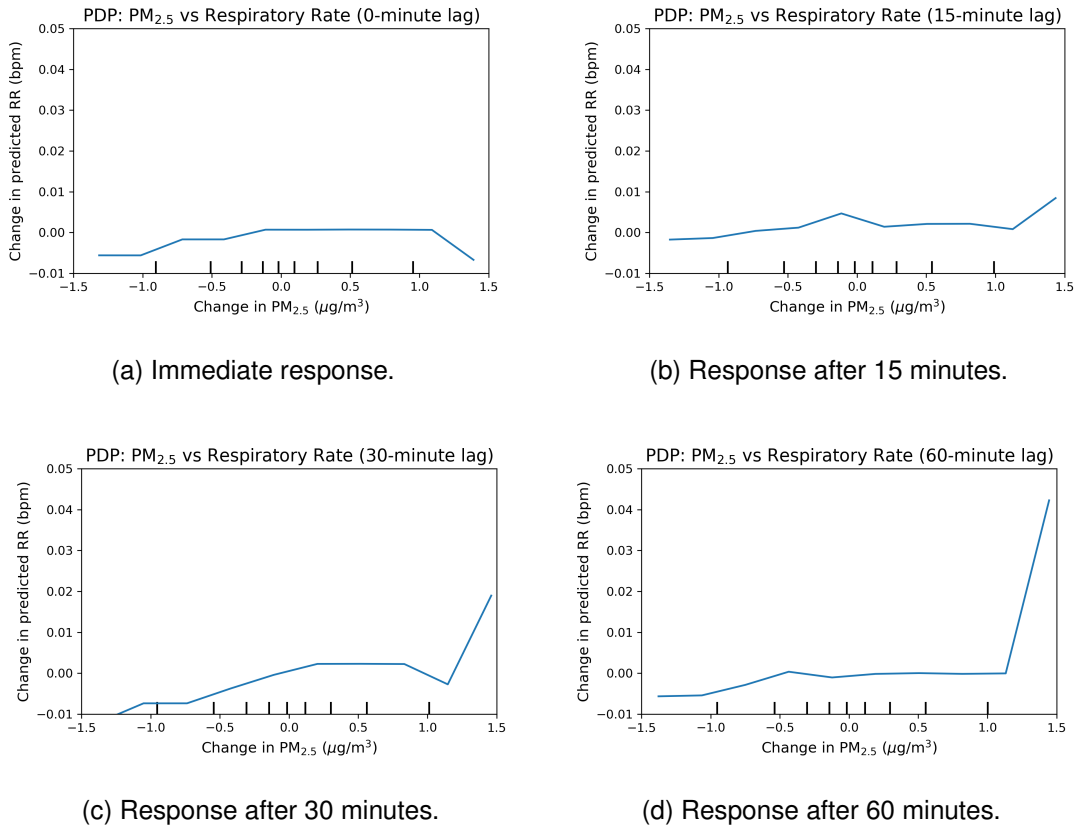 PDP: PM2.5 vs Respiratory Rate (0-minute lag)
Change in predicted RR (bpm)
0.05
0.04
0.03
0.02
0.01
0.00
−0.01
−1.5 −1.0 −0.5 0.0 0.5 1.0 1.5
Change in PM2.5 (μg/m3)
(a) Immediate response.
PDP: PM2.5 vs Respiratory Rate (15-minute lag)
Change in predicted RR (bpm)
0.05
0.04
0.03
0.02
0.01
0.00
−0.01
−1.5 −1.0 −0.5 0.0 0.5 1.0 1.5
Change in PM2.5 (μg/m3)
(b) Response after 15 minutes.
PDP: PM2.5 vs Respiratory Rate (30-minute lag)
Change in predicted RR (bpm)
0.05
0.04
0.03
0.02
0.01
0.00
−0.01
−1.5 −1.0 −0.5 0.0 0.5 1.0 1.5
Change in PM2.5 (μg/m3)
(c) Response after 30 minutes.
PDP: PM2.5 vs Respiratory Rate (60-minute lag)
Change in predicted RR (bpm)
0.05
0.04
0.03
0.02
0.01
0.00
−0.01
−1.5 −1.0 −0.5 0.0 0.5 1.0 1.5
Change in PM2.5 (μg/m3)
(d) Response after 60 minutes.